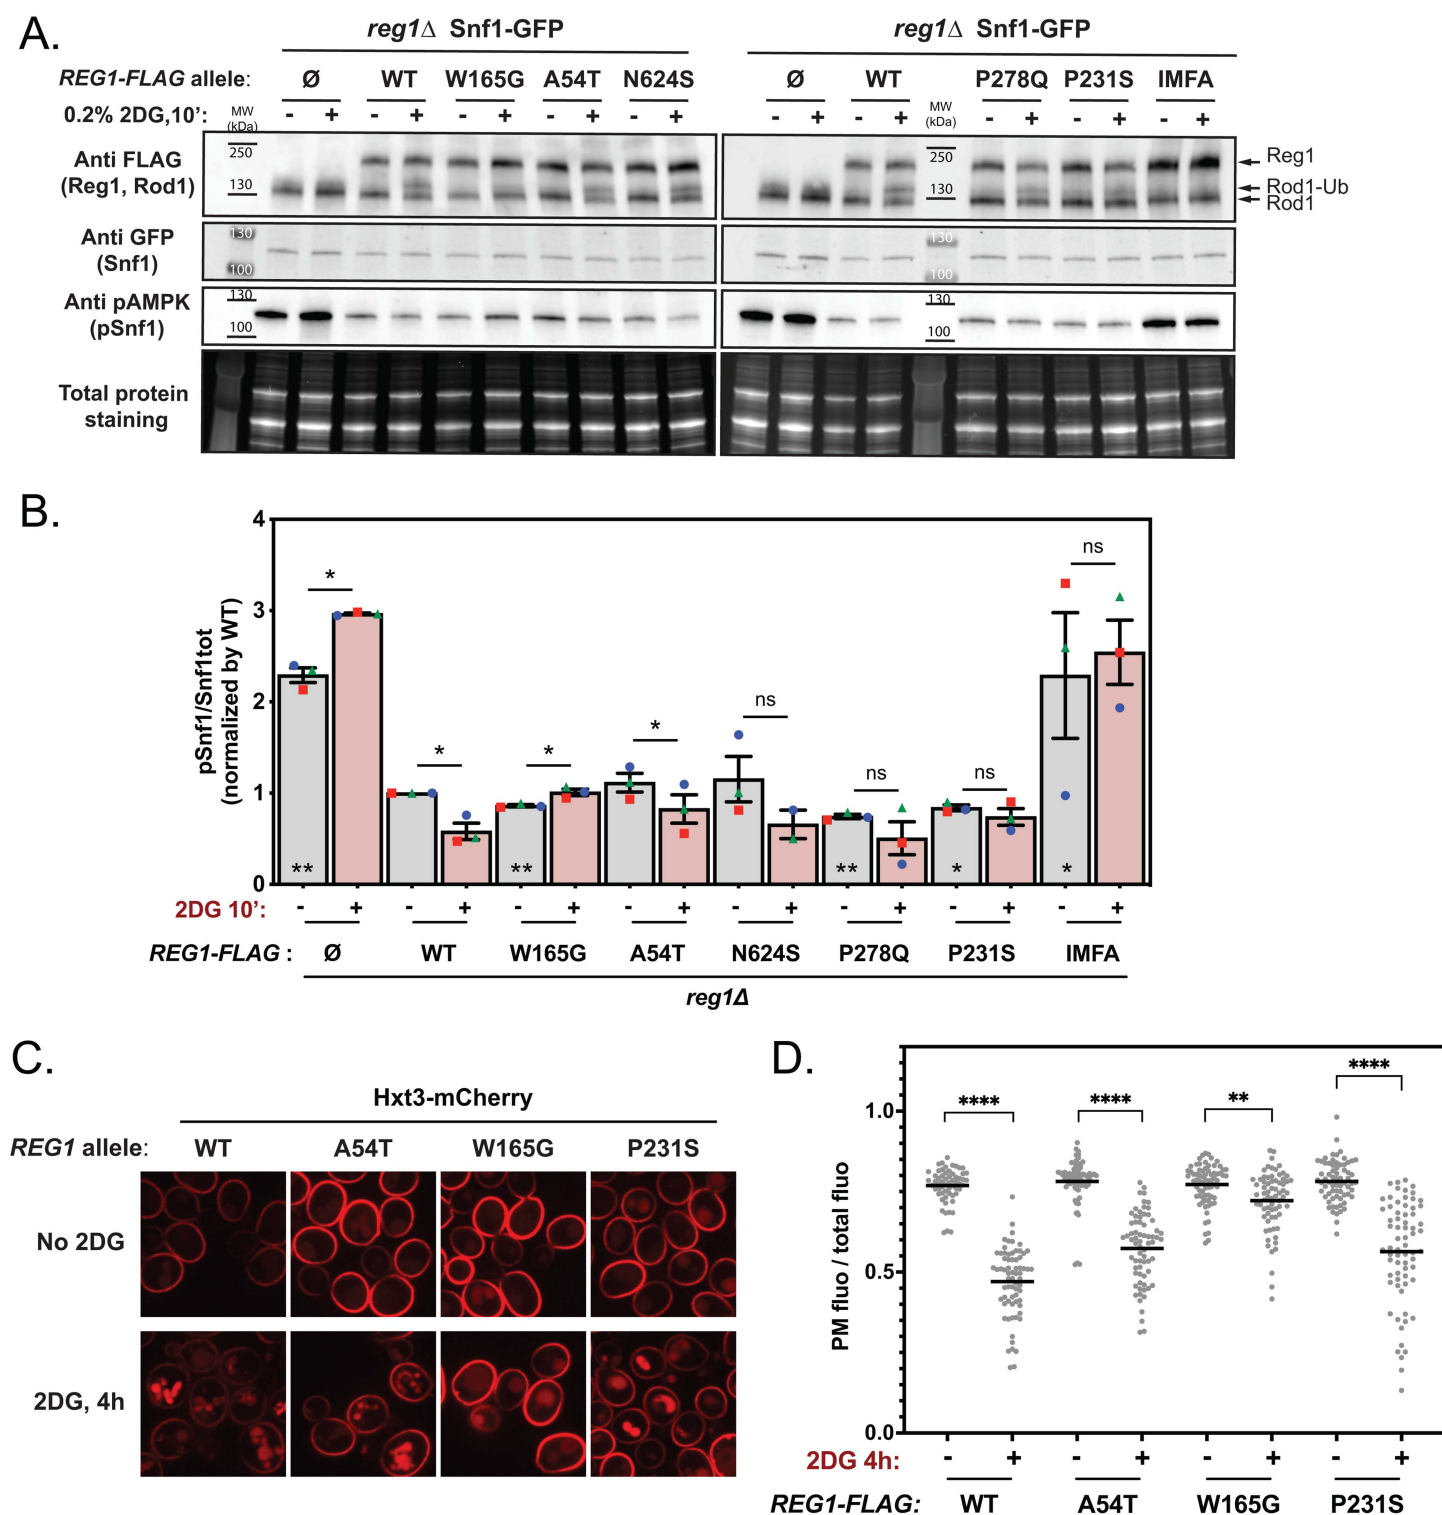 A.
reg1Δ Snf1-GFP
reg1Δ Snf1-GFP
REG1-FLAG allele: Ø WT W165G A54T N624S Ø WT P278Q P231S IMFA
0.2% 2DG,10’: MW (kDa) - + - + - + - + - + - + - + MW (kDa) - + - + - +
Anti FLAG (Reg1, Rod1)
250
130
250
130
Reg1
Rod1-Ub
Rod1
Anti GFP (Snf1)
130
100
130
100
Anti pAMPK (pSnf1)
130
100
130
100
Total protein staining
B.
pSnf1/Snf1tot
(normalized by WT)
4
3
2
1
0
* * * * ns ns ns ns
** ** ** * *
2DG 10': - + - + - + - + - + - + - + - +
REG1-FLAG : Ø WT W165G A54T N624S P278Q P231S IMFA
reg1Δ
C.
Hxt3-mCherry
REG1 allele: WT A54T W165G P231S
No 2DG
2DG, 4h
D.
PM fluo / total fluo
1.0
0.5
0.0
**** **** ** ****
2DG 4h: - + - + - + - +
REG1-FLAG: WT A54T W165G P231S